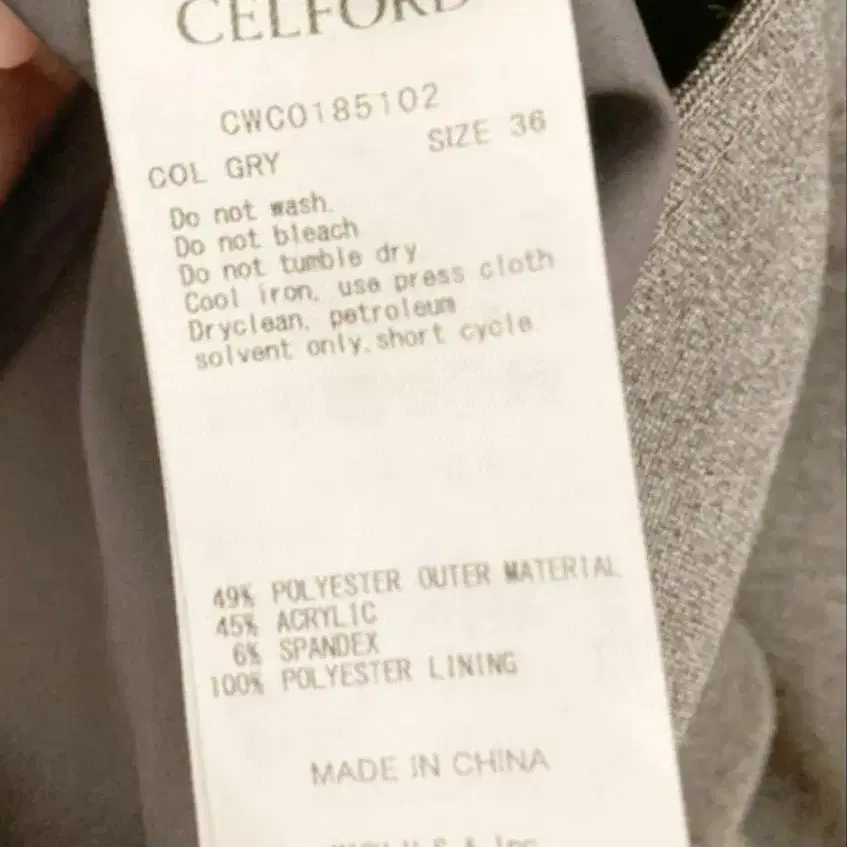 CELFORD
CWCO185102
SIZE 36
COL GRY
Do not wash.
Do not bleach
Do not tumble dry
Cool iron, use press cloth
Dryclean, petroleum
solvent only. short cycle
49% POLYESTER OUTER MATERIAL
45% ACRYLIC
6% SPANDEX
100% POLYESTER LINING
MADE IN CHINA